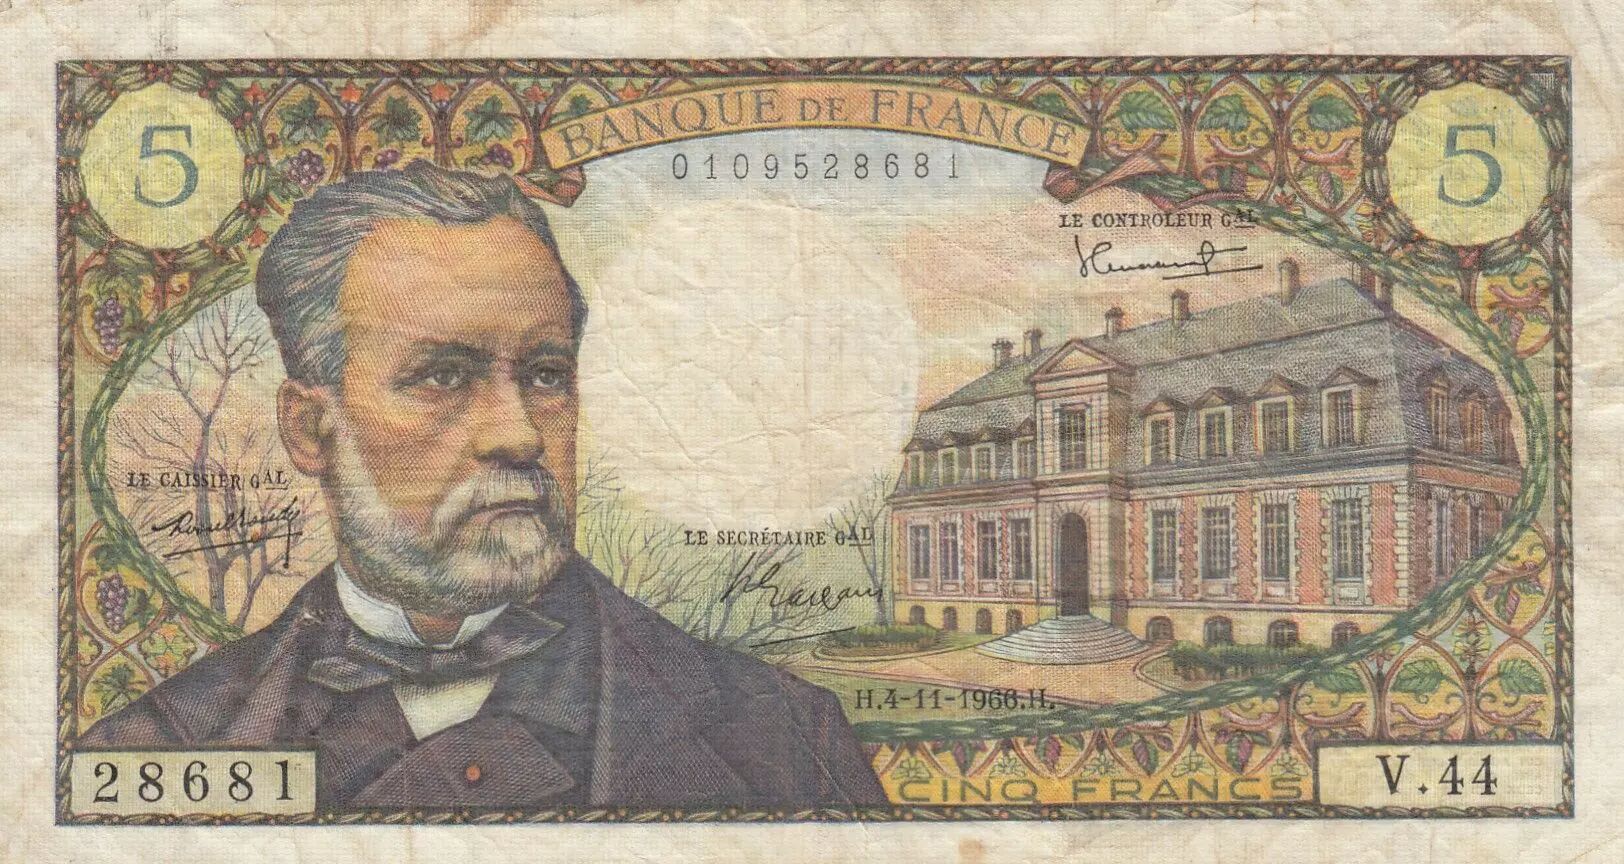 5
BANQUE DE FRANCE
5
0109528681
LE CONTROLEUR GAL
LE CAISSIER GAL
LE SECRÉTAIRE GAL
H.4-11-1966.H.
28681
CINQ FRANCS
V.44